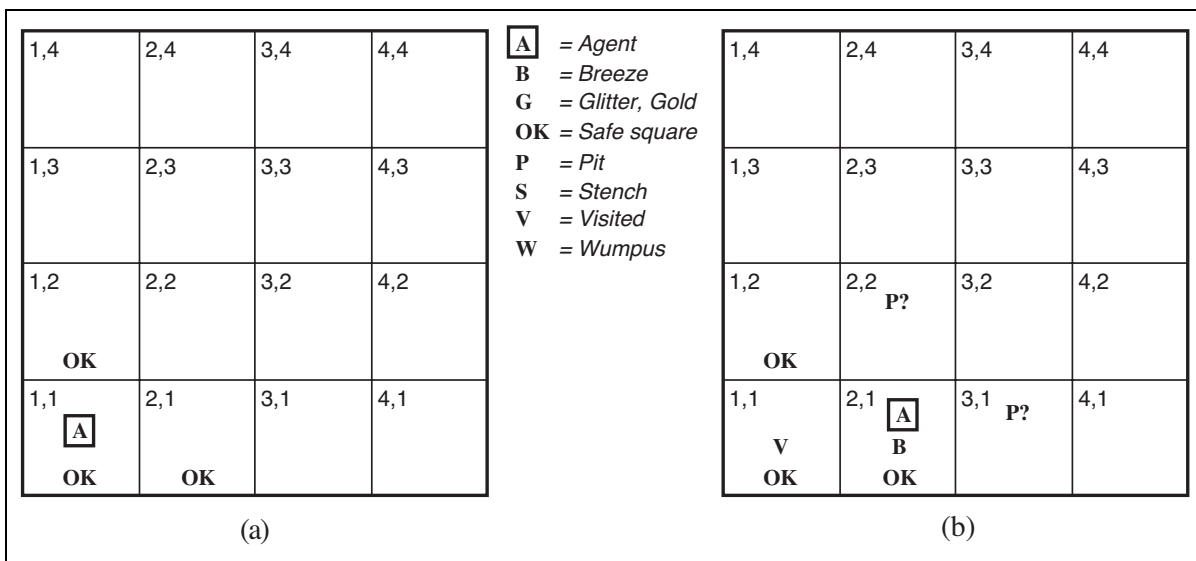 1,4 2,4 3,4 4,4
1,3 2,3 3,3 4,3
1,2 2,2 3,2 4,2
OK
1,1 2,1 3,1 4,1
A
OK OK
(a)
A = Agent
B = Breeze
G = Glitter, Gold
OK = Safe square
P = Pit
S = Stench
V = Visited
W = Wumpus
1,4 2,4 3,4 4,4
1,3 2,3 3,3 4,3
1,2 2,2 3,2 4,2
P?
OK
1,1 2,1 3,1 4,1
A P?
V B
OK OK
(b)